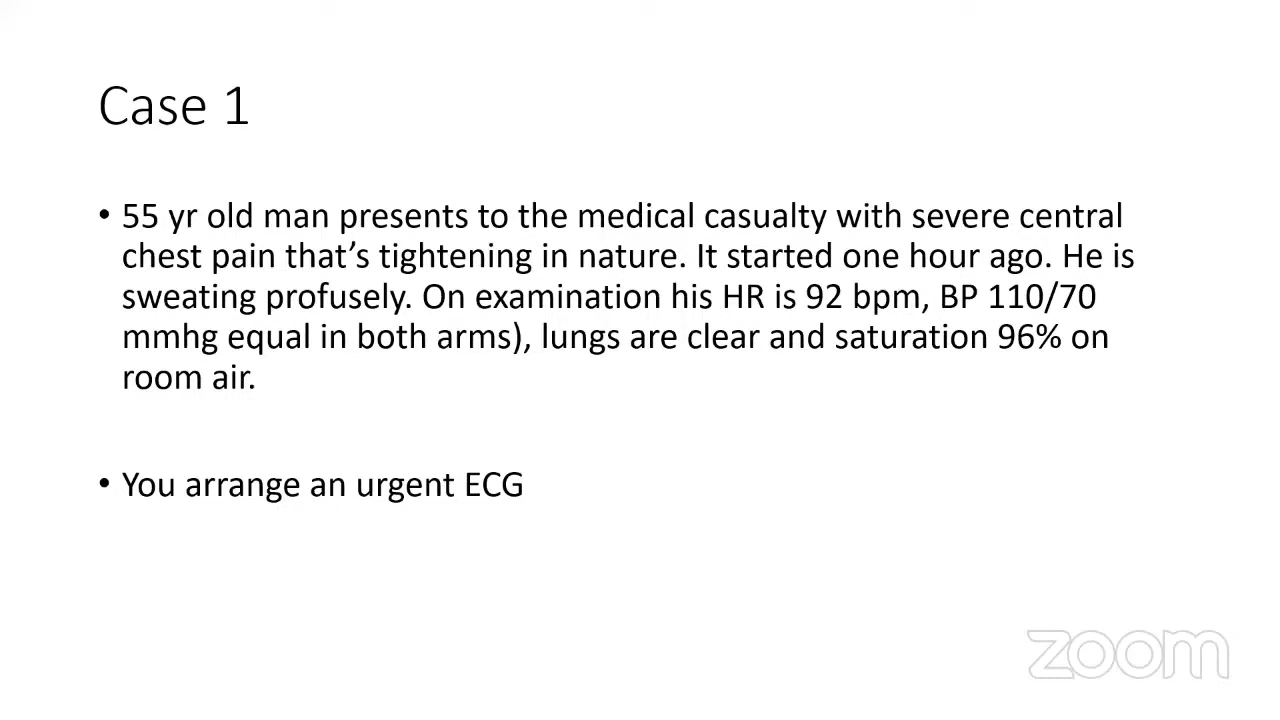 Case 1
• 55 yr old man presents to the medical casualty with severe central
chest pain that’s tightening in nature. It started one hour ago. He is
sweating profusely. On examination his HR is 92 bpm, BP 110/70
mmhg equal in both arms), lungs are clear and saturation 96% on
room air.
• You arrange an urgent ECG
zoom